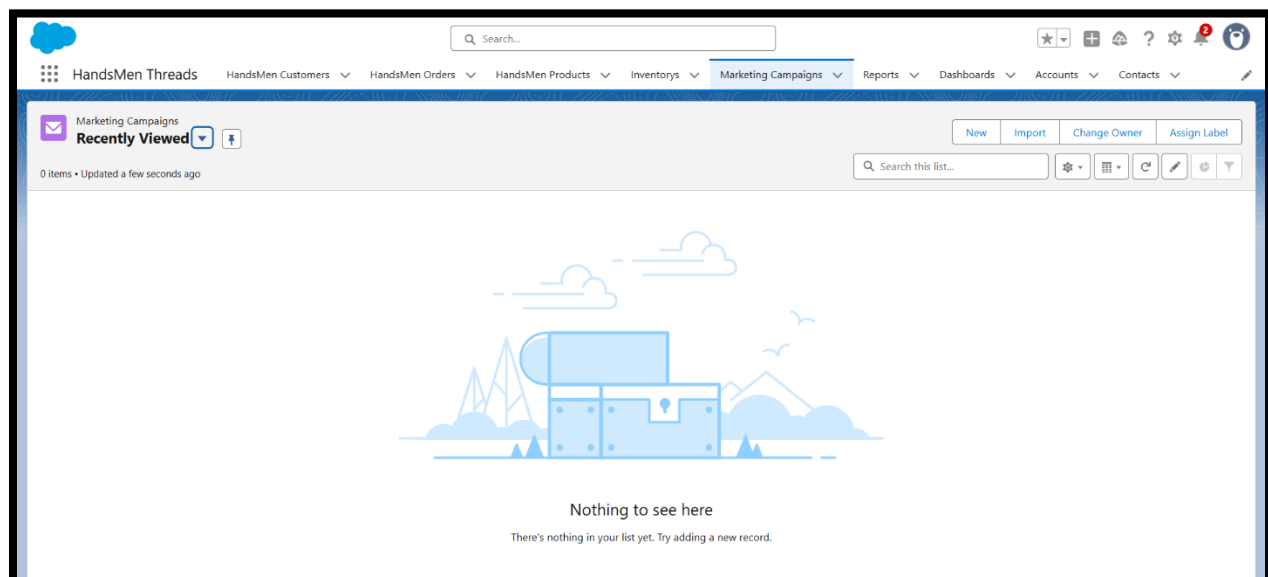 Search...
2
HandsMen Threads HandsMen Customers HandsMen Orders HandsMen Products Inventorys Marketing Campaigns Reports Dashboards Accounts Contacts
Marketing Campaigns
Recently Viewed
New Import Change Owner Assign Label
0 items • Updated a few seconds ago
Search this list...
Nothing to see here
There's nothing in your list yet. Try adding a new record.